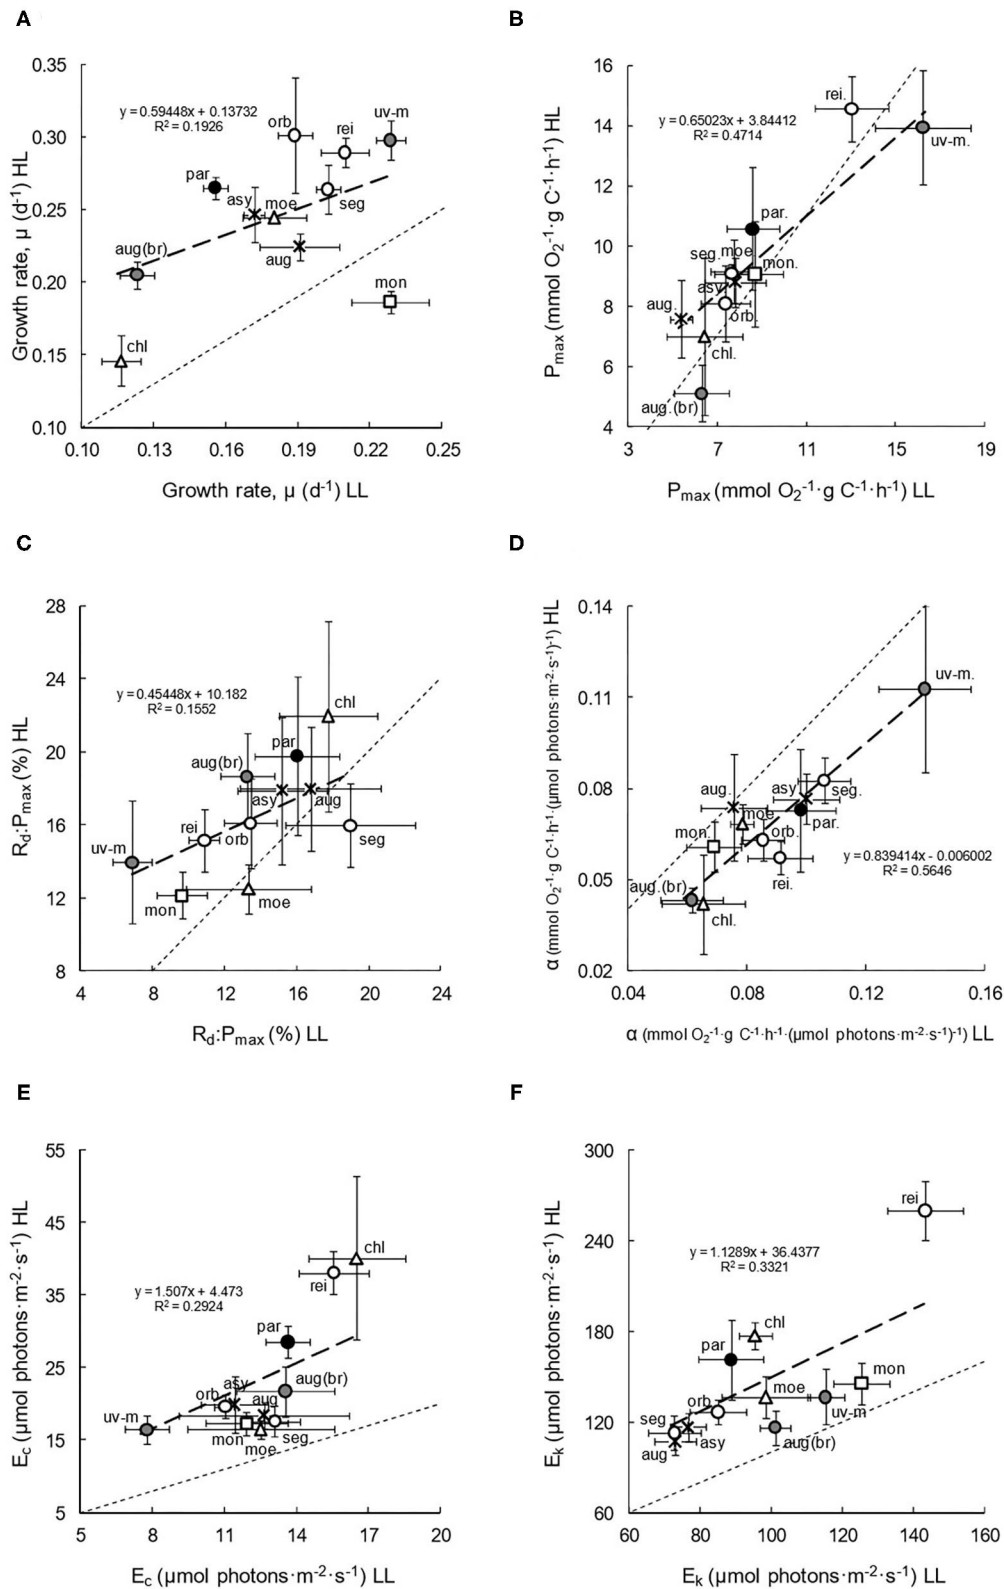 A
0.35
0.30
0.25
0.20
0.15
0.10
Growth rate, μ (d-1) HL
y = 0.59448x + 0.13732
R2 = 0.1926
orb
rei
uv-m
par
asy
moe
seg
aug
aug(br)
mon
chl
0.10 0.13 0.16 0.19 0.22 0.25
Growth rate, μ (d-1) LL
B
16
14
12
10
8
6
4
Pmax (mmol O2-1·g C-1·h-1) HL
y = 0.65023x + 3.84412
R2 = 0.4714
rei.
uv-m.
par.
seg.
moe
mon.
asy
aug.
orb.
chl.
aug.(br)
3 7 11 15 19
Pmax (mmol O2-1·g C-1·h-1) LL
C
28
24
20
16
12
8
Rd:Pmax (%) HL
y = 0.45448x + 10.182
R2 = 0.1552
chl
par
aug(br)
asy
aug
rei
orb
seg
uv-m
mon
moe
4 8 12 16 20 24
Rd:Pmax (%) LL
D
0.14
0.11
0.08
0.05
0.02
α (mmol O2-1·g C-1·h-1·(μmol photons·m-2·s-1)-1) HL
uv-m.
aug.
asy
seg.
moe
par.
mon.
orb.
rei.
y = 0.839414x - 0.006002
R2 = 0.5646
aug.(br)
chl.
0.04 0.08 0.12 0.16
α (mmol O2-1·g C-1·h-1·(μmol photons·m-2·s-1)-1) LL
E
55
45
35
25
15
5
Ec (μmol photons·m-2·s-1) HL
y = 1.507x + 4.473
R2 = 0.2924
chl
rei
par
asy
aug(br)
orb
aug
uv-m
mon
moe
seg
5 8 11 14 17 20
Ec (μmol photons·m-2·s-1) LL
F
300
240
180
120
60
Ek (μmol photons·m-2·s-1) HL
y = 1.1289x + 36.4377
R2 = 0.3321
rei
chl
par
mon
moe
orb
uv-m
seg
asy
aug
aug(br)
60 80 100 120 140 160
Ek (μmol photons·m-2·s-1) LL